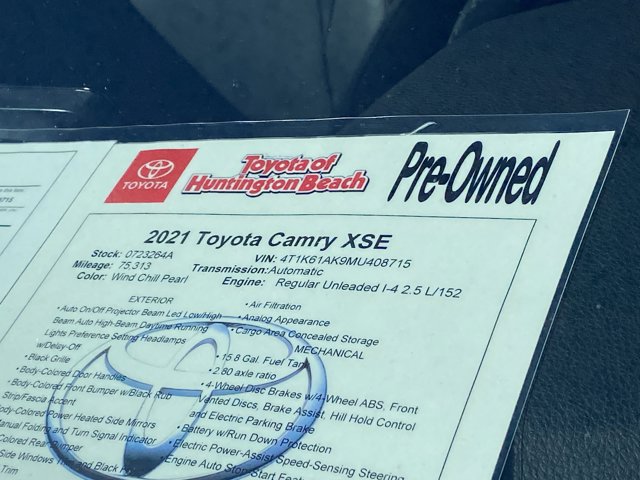 TOYOTA
Toyota of
Huntington Beach
Pre-Owned
2021 Toyota Camry XSE
Stock: 0723264A
VIN: 4T1K61AK9MU408715
Mileage: 75,313
Transmission:Automatic
Color: Wind Chill Pearl
Engine: Regular Unleaded I-4 2.5 L/152
EXTERIOR
• Auto On/Off Projector Beam Led Low/High
Beam Auto High-Beam Daytime Running
Lights Preference Setting Headlamps
w/Delay-Off
• Black Grille
• Body-Colored Door Handles
• Body-Colored Front Bumper w/Black Rub
Strip/Fascia Accent
Body-Colored Power Heated Side Mirrors
Manual Folding and Turn Signal Indicator
Colored Rear Bumper
Side Windows Trim and Black
Trim
• Air Filtration
• Analog Appearance
• Cargo Area Concealed Storage
MECHANICAL
• 15.8 Gal. Fuel Tank
• 2.80 axle ratio
• 4-Wheel Disc Brakes w/4-Wheel ABS, Front
Vented Discs, Brake Assist, Hill Hold Control
and Electric Parking Brake
• Battery w/Run Down Protection
• Electric Power-Assist Speed-Sensing Steering
• Engine Auto Stop-Start